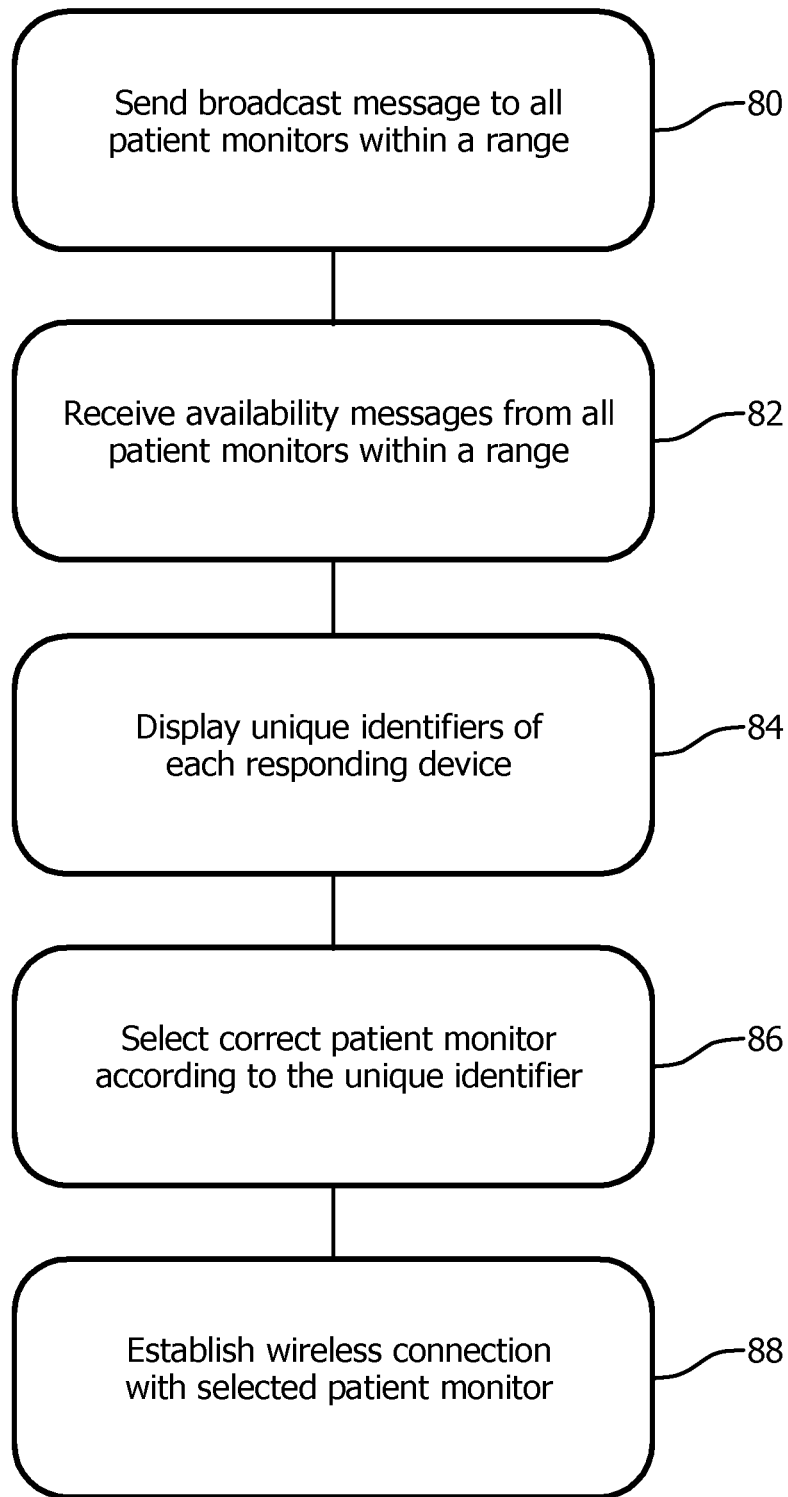 Send broadcast message to all
patient monitors within a range
80
Receive availability messages from all
patient monitors within a range
82
Display unique identifiers of
each responding device
84
Select correct patient monitor
according to the unique identifier
86
Establish wireless connection
with selected patient monitor
88